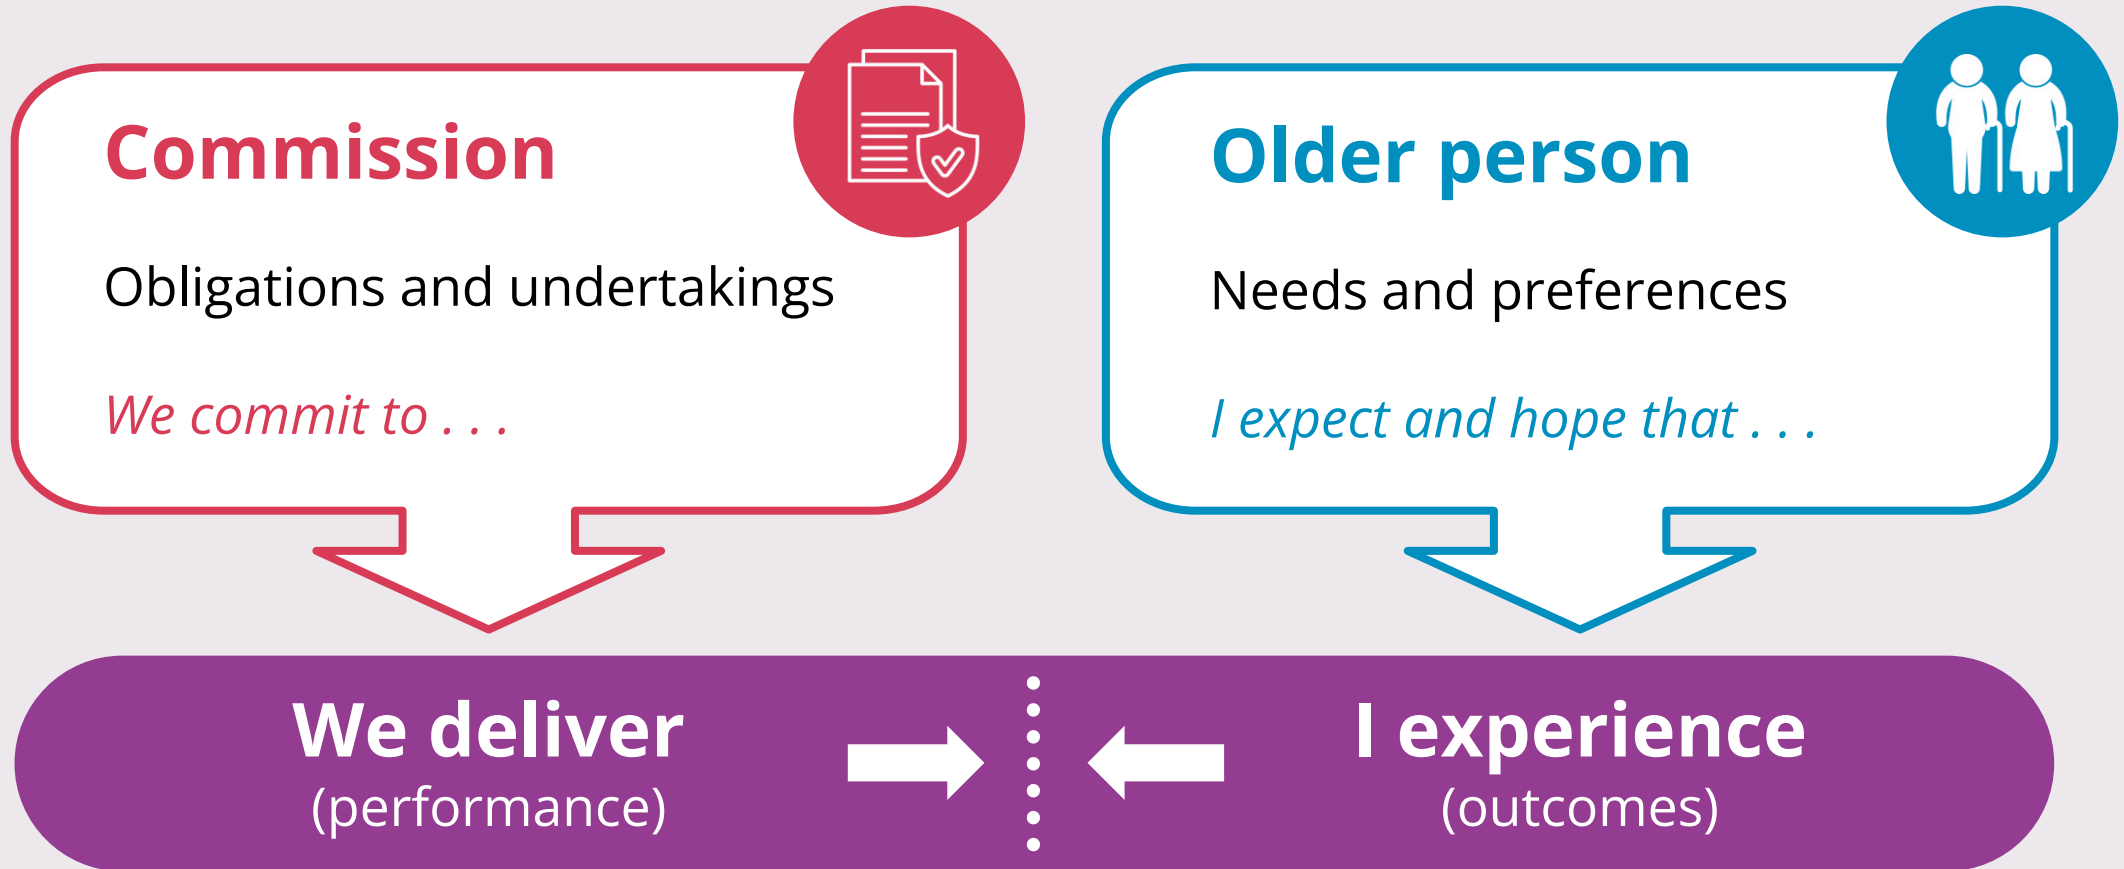 Commission
Obligations and undertakings
We commit to . . .
Older person
Needs and preferences
I expect and hope that . . .
We deliver
(performance)
I experience
(outcomes)